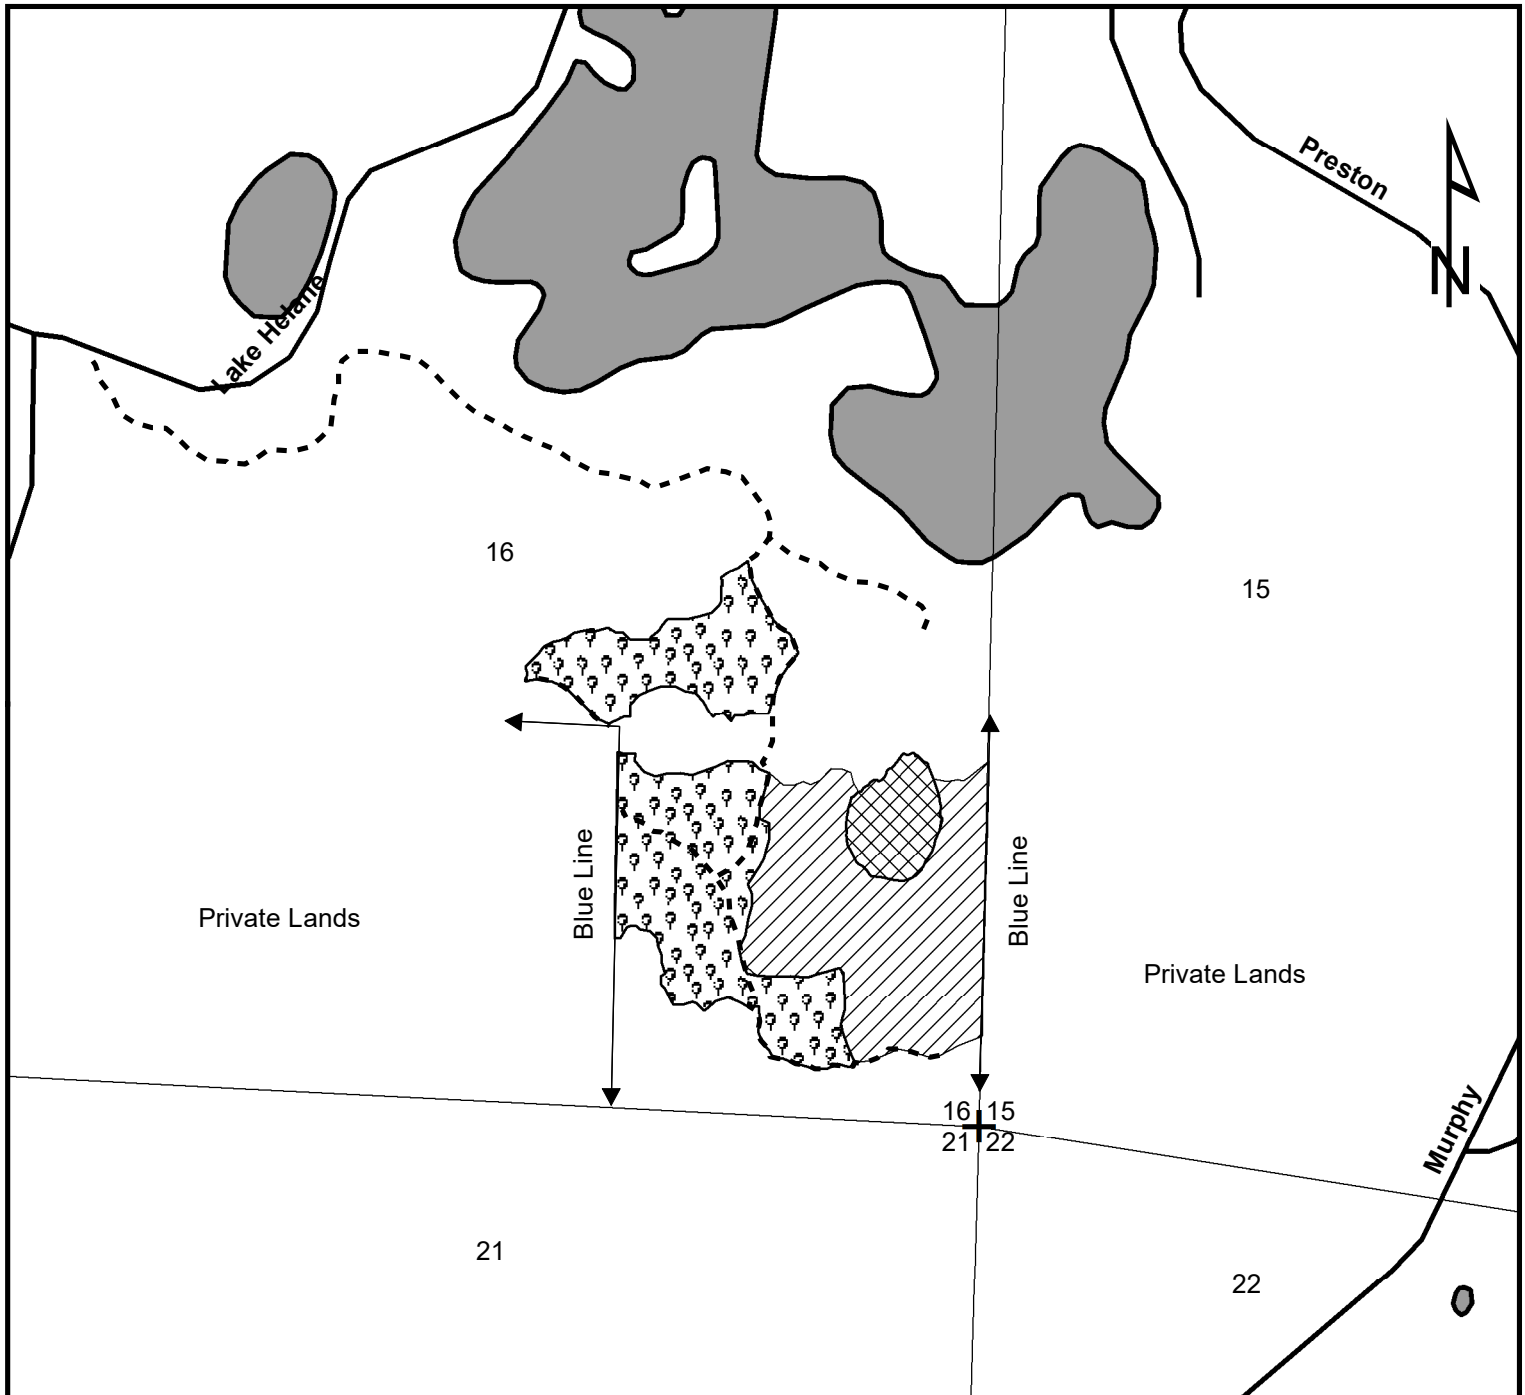 Preston
N
Lake Helane
16
15
Blue Line
Blue Line
Private Lands
Private Lands
16 15
21 22
Murphy
21
22